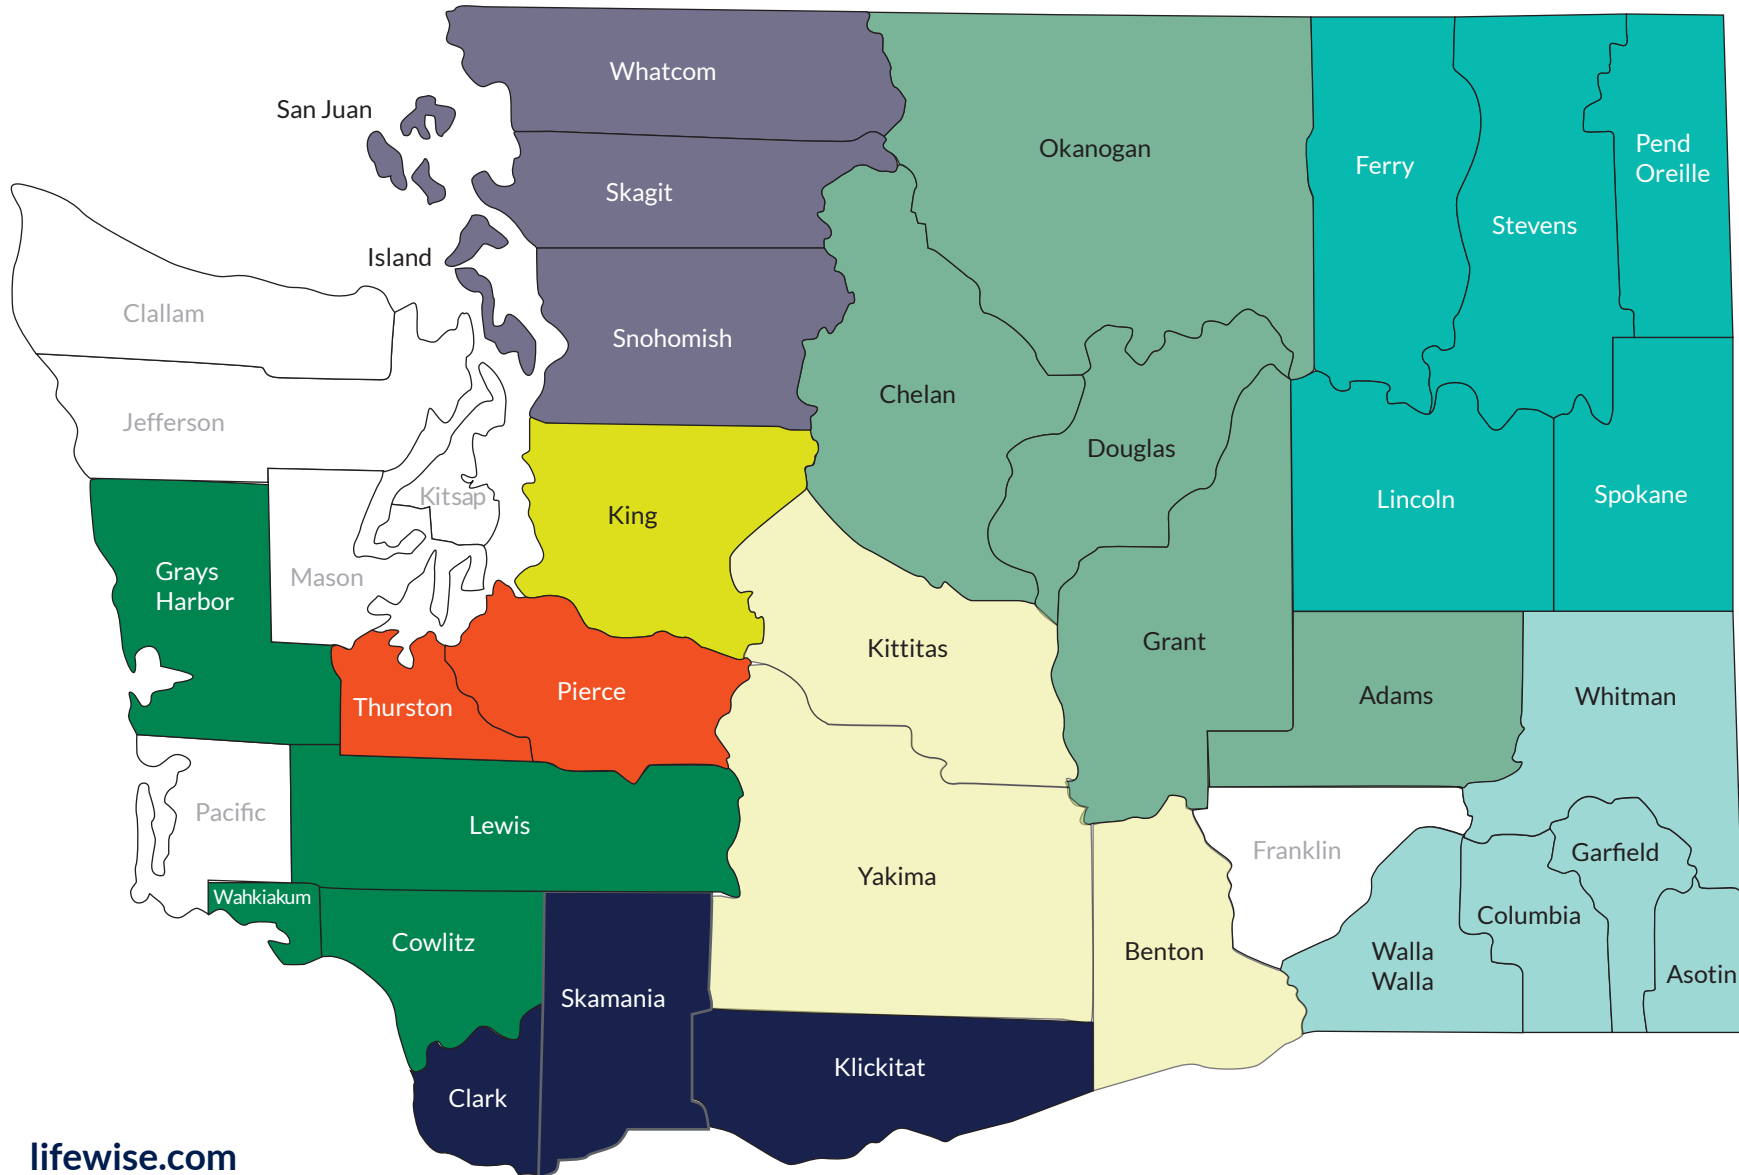 Whatcom
San Juan
Okanogan
Pend
Oreille
Ferry
Skagit
Stevens
Island
Clallam
Snohomish
Chelan
Jefferson
Douglas
Kitsap
King
Lincoln
Spokane
Grays
Harbor
Mason
Kittitas
Grant
Pierce
Thurston
Adams
Whitman
Pacific
Lewis
Franklin
Garfield
Yakima
Wahkiakum
Columbia
Cowlitz
Benton
Walla
Walla
Asotin
Skamania
Klickitat
Clark
lifewise.com